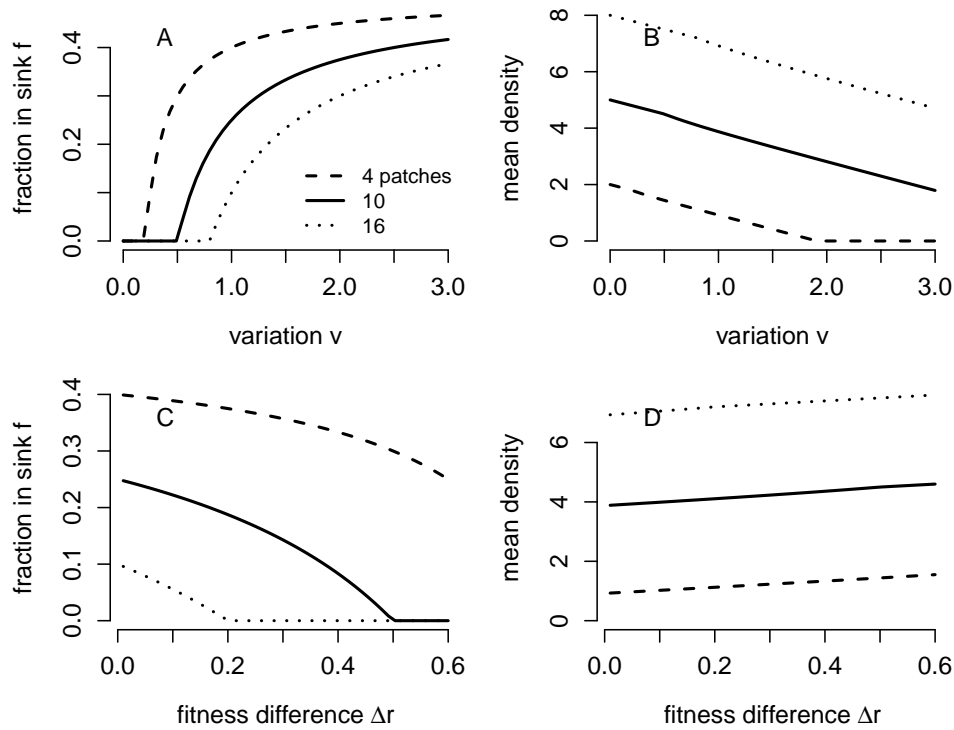 A
fraction in sink f
0.0 0.2 0.4
4 patches
10
16
0.0 1.0 2.0 3.0
variation v
B
mean density
0 2 4 6 8
0.0 1.0 2.0 3.0
variation v
C
fraction in sink f
0.0 0.1 0.2 0.3 0.4
0.0 0.2 0.4 0.6
fitness difference Δr
D
mean density
0 2 4 6
0.0 0.2 0.4 0.6
fitness difference Δr